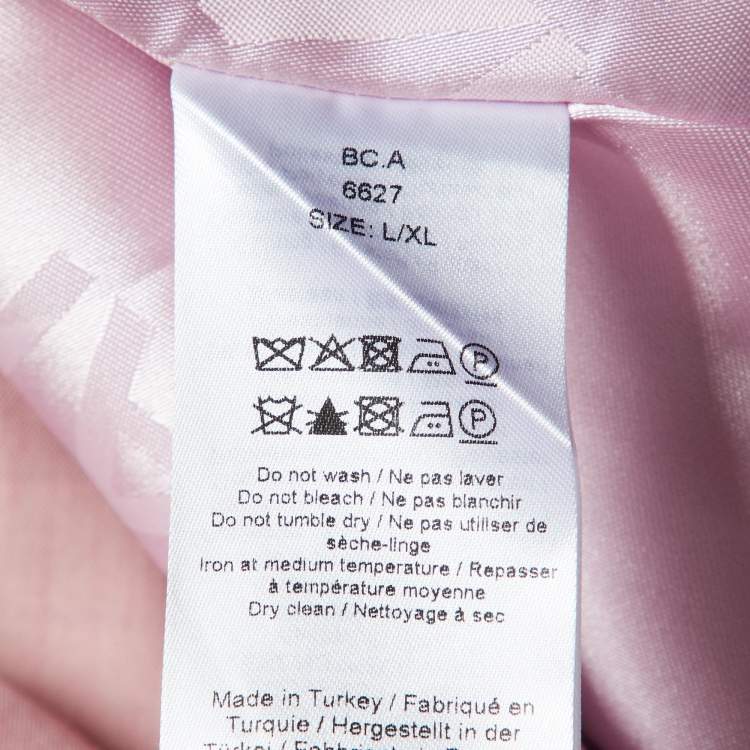 BC.A
6627
SIZE: L/XL
P
P
Do not wash / Ne pas laver
Do not bleach / Ne pas blanchir
Do not tumble dry / Ne pas utiliser de
sèche-linge
Iron at medium temperature / Repasser
à température moyenne
Dry clean / Nettoyage à sec
Made in Turkey / Fabriqué en
Turquie / Hergestellt in der